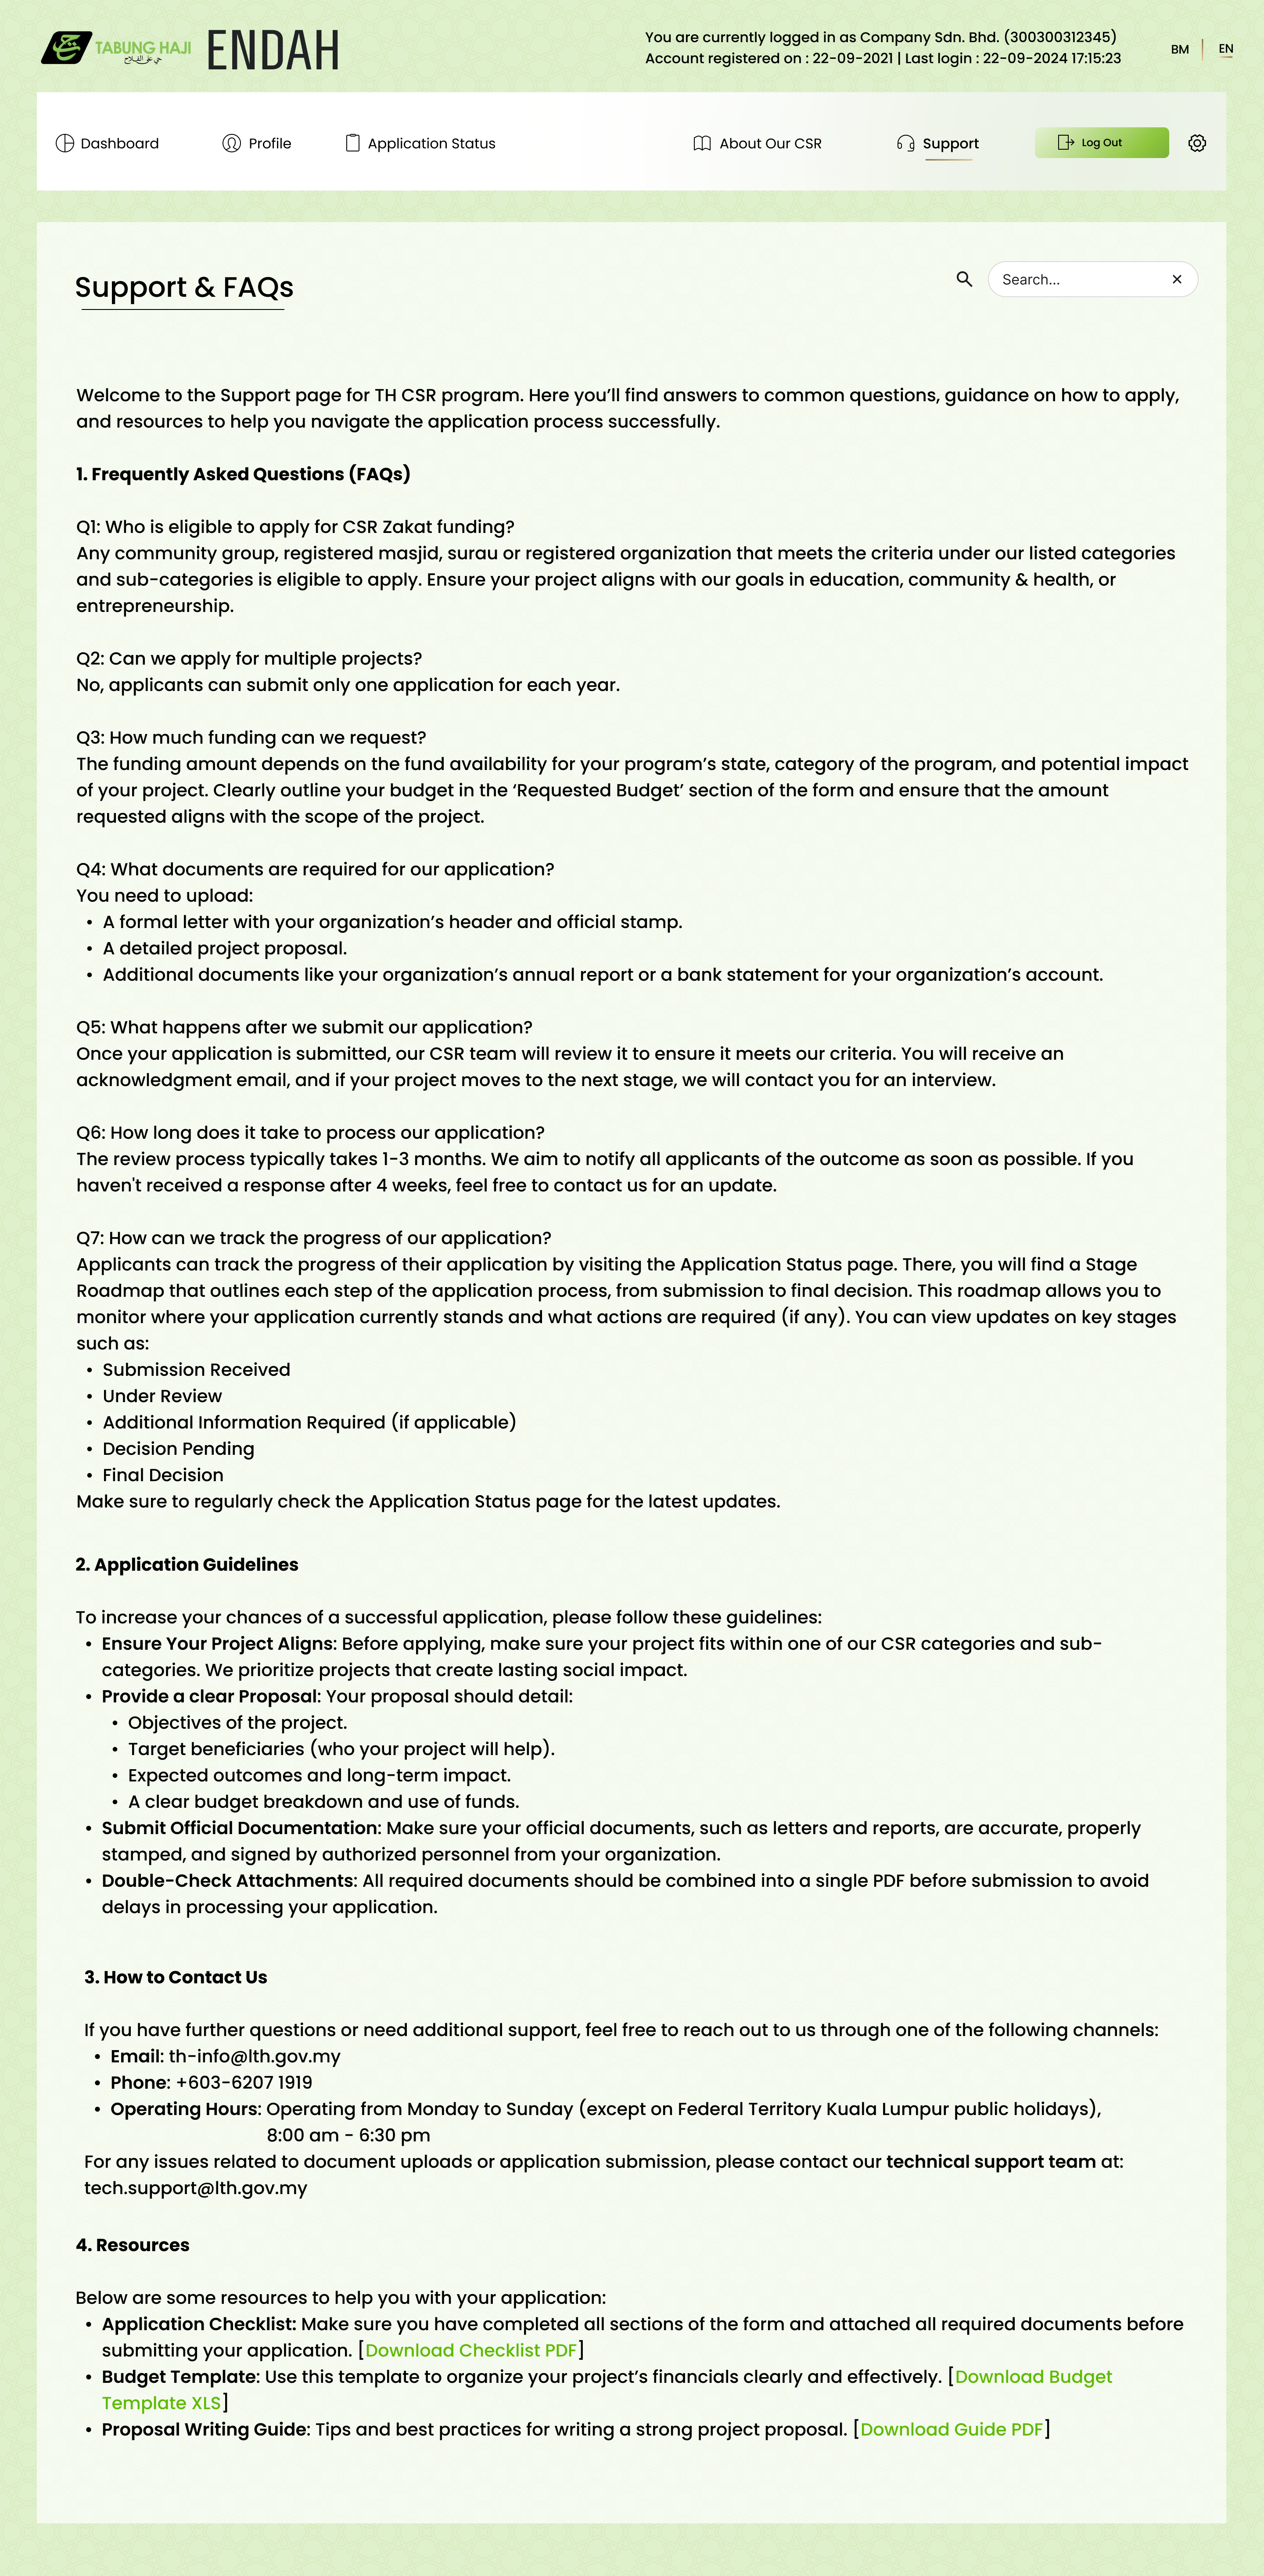 TABUNG HAJI
حي على الفلاح
ENDAH
You are currently logged in as Company Sdn. Bhd. (300300312345)
Account registered on : 22-09-2021 | Last login : 22-09-2024 17:15:23
BM | EN
Dashboard
Profile
Application Status
About Our CSR
Support
Log Out
Support & FAQs
Search...
Welcome to the Support page for TH CSR program. Here you’ll find answers to common questions, guidance on how to apply,
and resources to help you navigate the application process successfully.
1. Frequently Asked Questions (FAQs)
Q1: Who is eligible to apply for CSR Zakat funding?
Any community group, registered masjid, surau or registered organization that meets the criteria under our listed categories
and sub-categories is eligible to apply. Ensure your project aligns with our goals in education, community & health, or
entrepreneurship.
Q2: Can we apply for multiple projects?
No, applicants can submit only one application for each year.
Q3: How much funding can we request?
The funding amount depends on the fund availability for your program’s state, category of the program, and potential impact
of your project. Clearly outline your budget in the ‘Requested Budget’ section of the form and ensure that the amount
requested aligns with the scope of the project.
Q4: What documents are required for our application?
You need to upload:
• A formal letter with your organization’s header and official stamp.
• A detailed project proposal.
• Additional documents like your organization’s annual report or a bank statement for your organization’s account.
Q5: What happens after we submit our application?
Once your application is submitted, our CSR team will review it to ensure it meets our criteria. You will receive an
acknowledgment email, and if your project moves to the next stage, we will contact you for an interview.
Q6: How long does it take to process our application?
The review process typically takes 1-3 months. We aim to notify all applicants of the outcome as soon as possible. If you
haven't received a response after 4 weeks, feel free to contact us for an update.
Q7: How can we track the progress of our application?
Applicants can track the progress of their application by visiting the Application Status page. There, you will find a Stage
Roadmap that outlines each step of the application process, from submission to final decision. This roadmap allows you to
monitor where your application currently stands and what actions are required (if any). You can view updates on key stages
such as:
• Submission Received
• Under Review
• Additional Information Required (if applicable)
• Decision Pending
• Final Decision
Make sure to regularly check the Application Status page for the latest updates.
2. Application Guidelines
To increase your chances of a successful application, please follow these guidelines:
• Ensure Your Project Aligns: Before applying, make sure your project fits within one of our CSR categories and sub-
categories. We prioritize projects that create lasting social impact.
• Provide a clear Proposal: Your proposal should detail:
• Objectives of the project.
• Target beneficiaries (who your project will help).
• Expected outcomes and long-term impact.
• A clear budget breakdown and use of funds.
• Submit Official Documentation: Make sure your official documents, such as letters and reports, are accurate, properly
stamped, and signed by authorized personnel from your organization.
• Double-Check Attachments: All required documents should be combined into a single PDF before submission to avoid
delays in processing your application.
3. How to Contact Us
If you have further questions or need additional support, feel free to reach out to us through one of the following channels:
• Email: th-info@lth.gov.my
• Phone: +603-6207 1919
• Operating Hours: Operating from Monday to Sunday (except on Federal Territory Kuala Lumpur public holidays),
8:00 am - 6:30 pm
For any issues related to document uploads or application submission, please contact our technical support team at:
tech.support@lth.gov.my
4. Resources
Below are some resources to help you with your application:
• Application Checklist: Make sure you have completed all sections of the form and attached all required documents before
submitting your application. [Download Checklist PDF]
• Budget Template: Use this template to organize your project’s financials clearly and effectively. [Download Budget
Template XLS]
• Proposal Writing Guide: Tips and best practices for writing a strong project proposal. [Download Guide PDF]